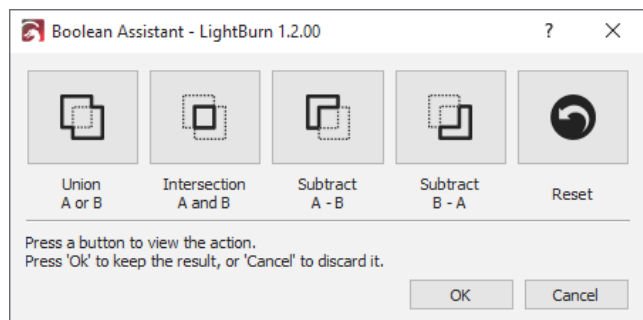 Boolean Assistant - LightBurn 1.2.00
?
Union
A or B
Intersection
A and B
Subtract
A - B
Subtract
B - A
Reset
Press a button to view the action.
Press 'Ok' to keep the result, or 'Cancel' to discard it.
OK
Cancel